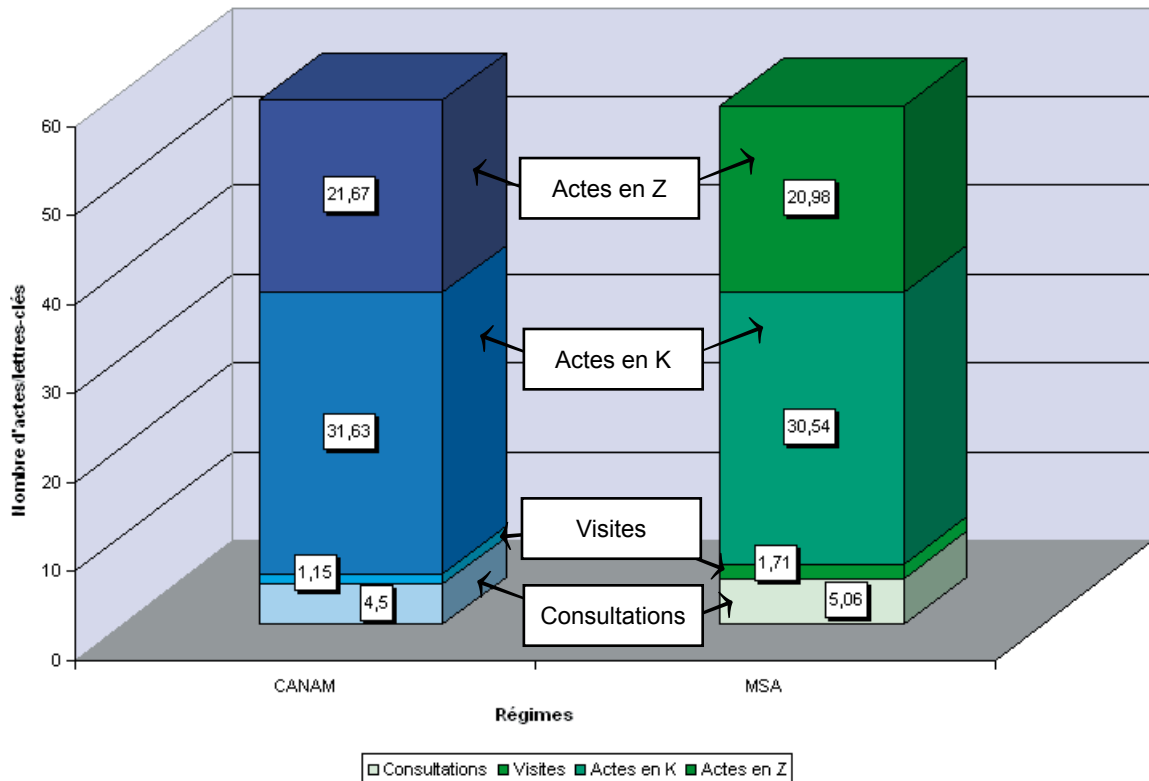 60
50
40
30
20
10
0
Nombre d'actes/lettres-clés
21,67
31,63
1,15
4,5
Actes en Z
Actes en K
Visites
Consultations
20,98
30,54
1,71
5,06
CANAM
MSA
Régimes
Consultations Visites Actes en K Actes en Z